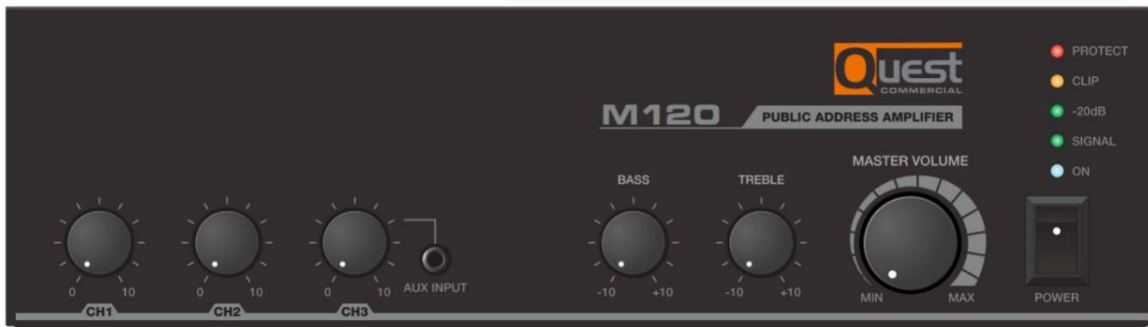 Quest
COMMERCIAL
M120 PUBLIC ADDRESS AMPLIFIER
PROTECT
CLIP
-20dB
SIGNAL
ON
MASTER VOLUME
BASS TREBLE
0 10 0 10 0 10
AUX INPUT
-10 +10 -10 +10
MIN MAX
POWER
CH1 CH2 CH3